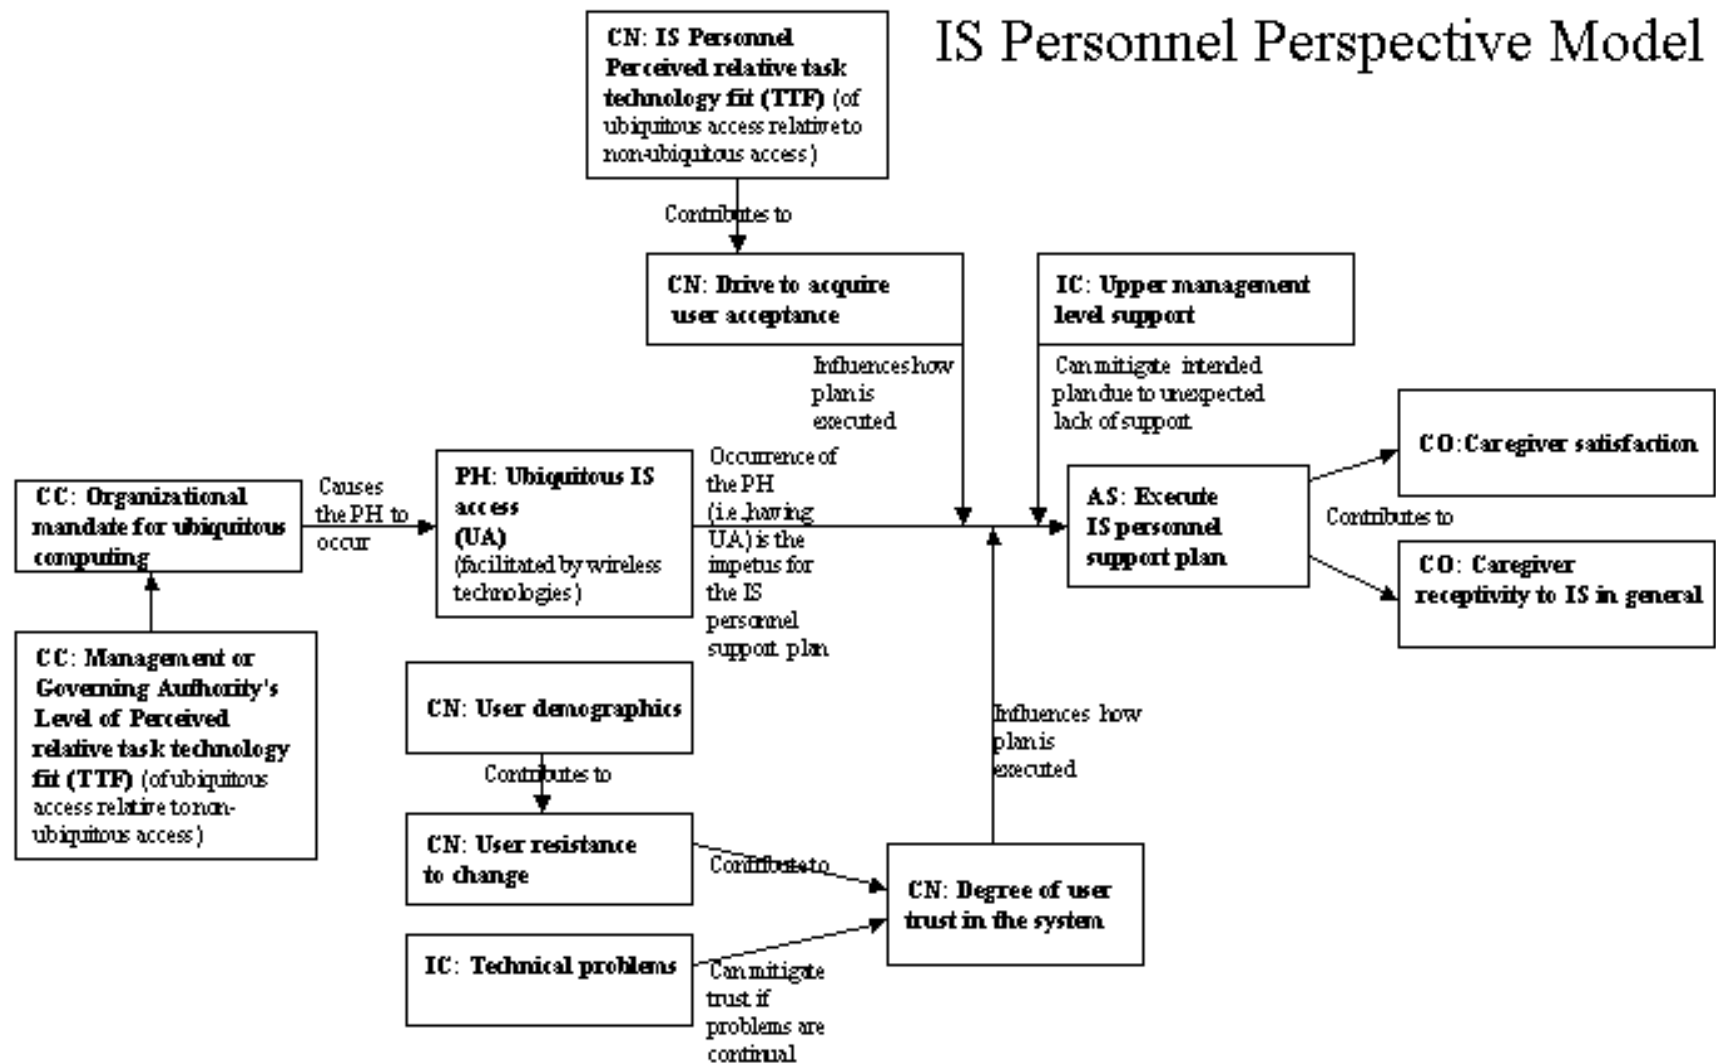 IS Personnel Perspective Model
CN: IS Personnel
Perceived relative task
technology fit (TTF) (of
ubiquitous access relative to
non-ubiquitous access)
Contributes to
CN: Drive to acquire
user acceptance
IC: Upper management
level support
Influences how
plan is
executed
Can mitigate intended
plan due to unexpected
lack of support
CC: Organizational
mandate for ubiquitous
computing
Causes
the PH to
occur
PH: Ubiquitous IS
access
(UA)
(facilitated by wireless
technologies)
Occurrence of
the PH
(i.e.,having
UA) is the
impetus for
the IS
personnel
support plan
AS: Execute
IS personnel
support plan
CO:Caregiver satisfaction
Contributes to
CO: Caregiver
receptivity to IS in general
CC: Management or
Governing Authority's
Level of Perceived
relative task technology
fit (TTF) (of ubiquitous
access relative to non-
ubiquitous access)
CN: User demographics
Contributes to
CN: User resistance
to change
Contribute to
IC: Technical problems
Can mitigate
trust if
problems are
continual
CN: Degree of user
trust in the system
Influences how
plan is
executed